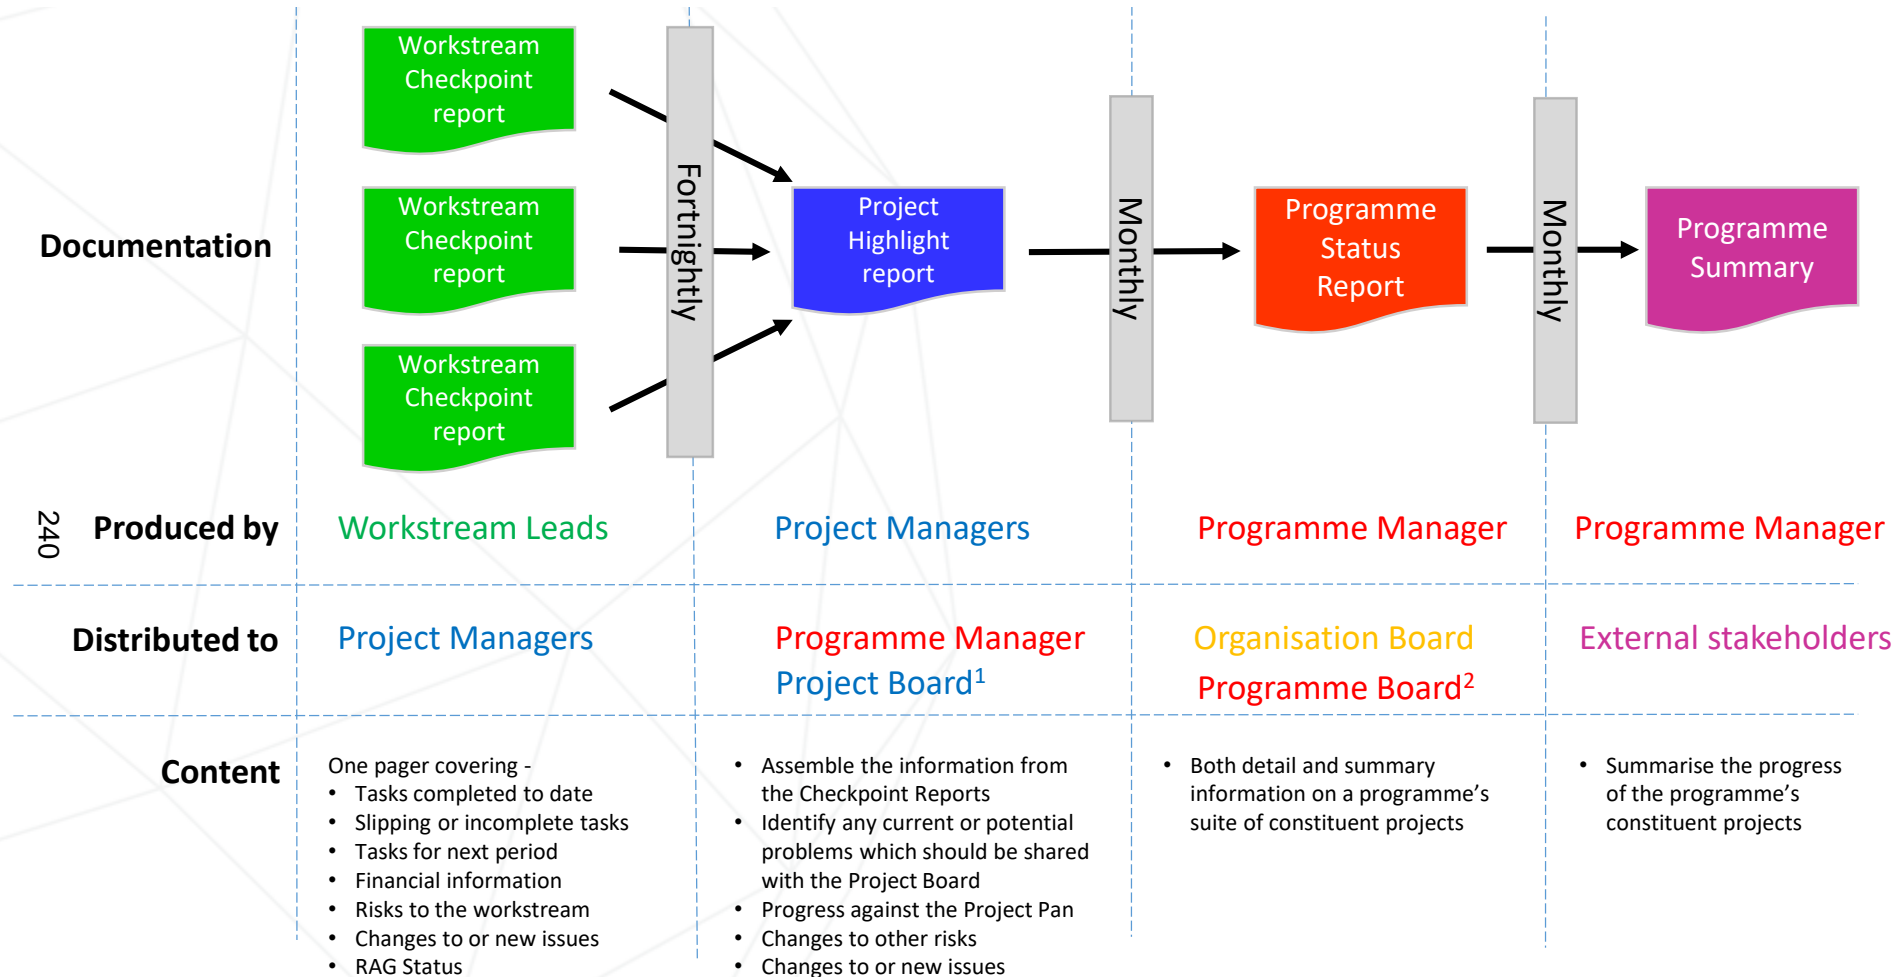 Workstream
Checkpoint
report
Workstream
Checkpoint
report
Workstream
Checkpoint
report
Fortnightly
Project
Highlight
report
Monthly
Programme
Status
Report
Monthly
Programme
Summary
Documentation
240
Produced by
Workstream Leads
Project Managers
Programme Manager
Programme Manager
Distributed to
Project Managers
Programme Manager
Project Board¹
Organisation Board
Programme Board²
External stakeholders
Content
One pager covering -
• Tasks completed to date
• Slipping or incomplete tasks
• Tasks for next period
• Financial information
• Risks to the workstream
• Changes to or new issues
• RAG Status
• Assemble the information from
the Checkpoint Reports
• Identify any current or potential
problems which should be shared
with the Project Board
• Progress against the Project Pan
• Changes to other risks
• Changes to or new issues
• Both detail and summary
information on a programme’s
suite of constituent projects
• Summarise the progress
of the programme’s
constituent projects